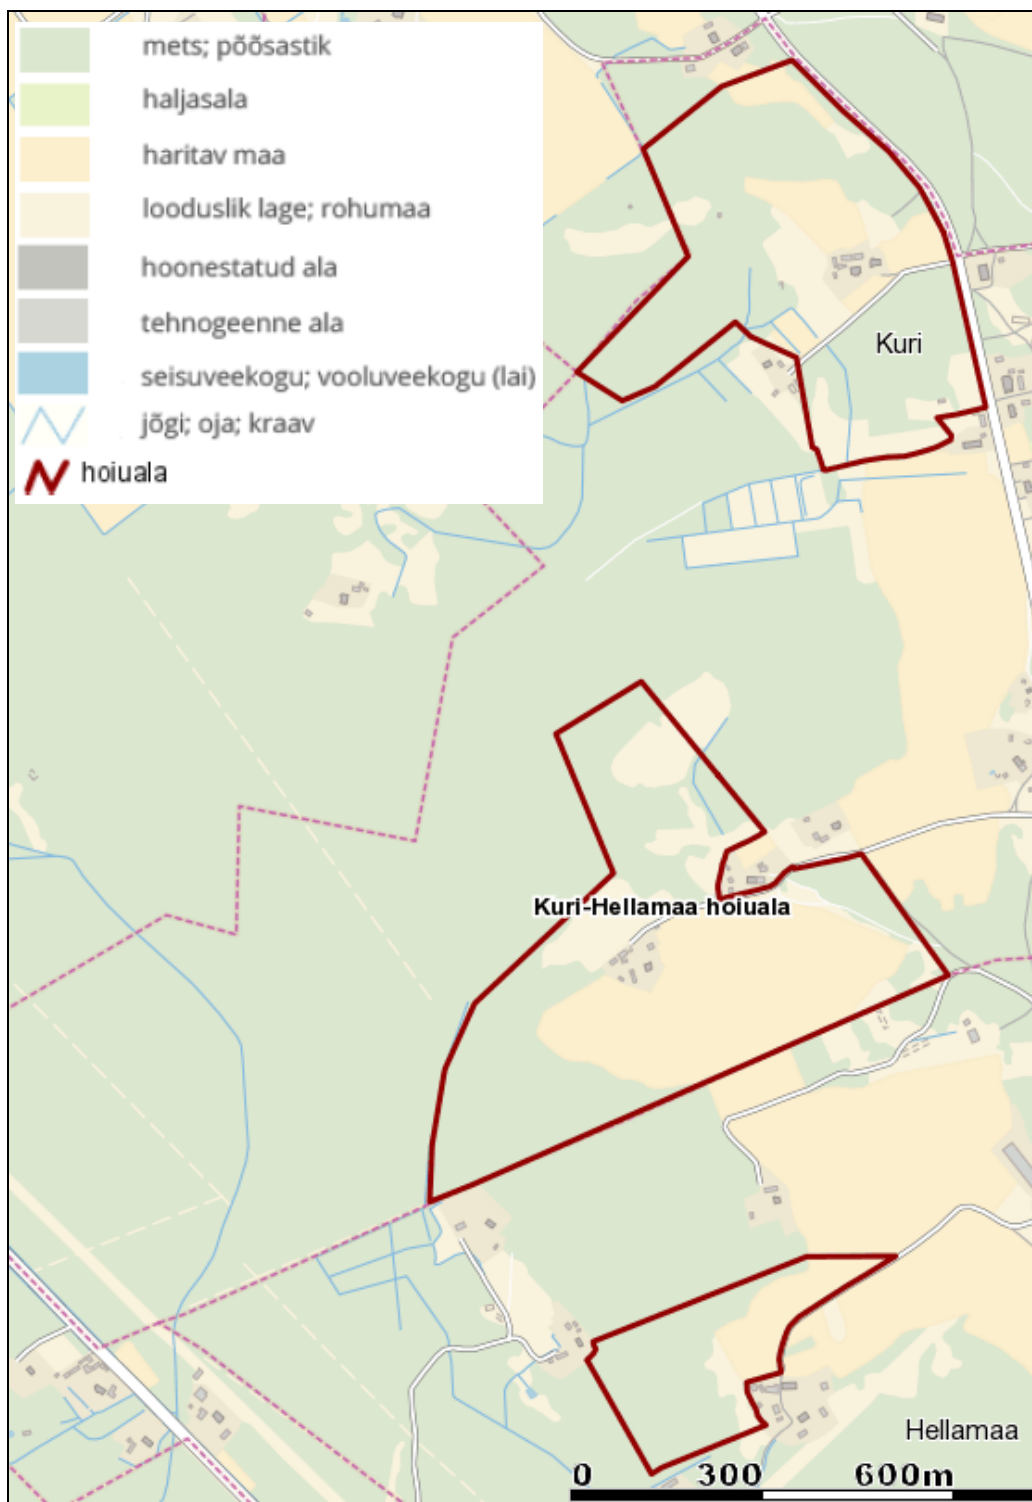 mets; põõsastik
haljasala
haritav maa
looduslik lage; rohumaa
hoonestatud ala
tehnogeenne ala
seisuveekogu; vooluveekogu (lai)
jõgi; oja; kraav
hoiuala
Kuri
Kuri-Hellamaa hoiuala
Hellamaa
0 300 600m